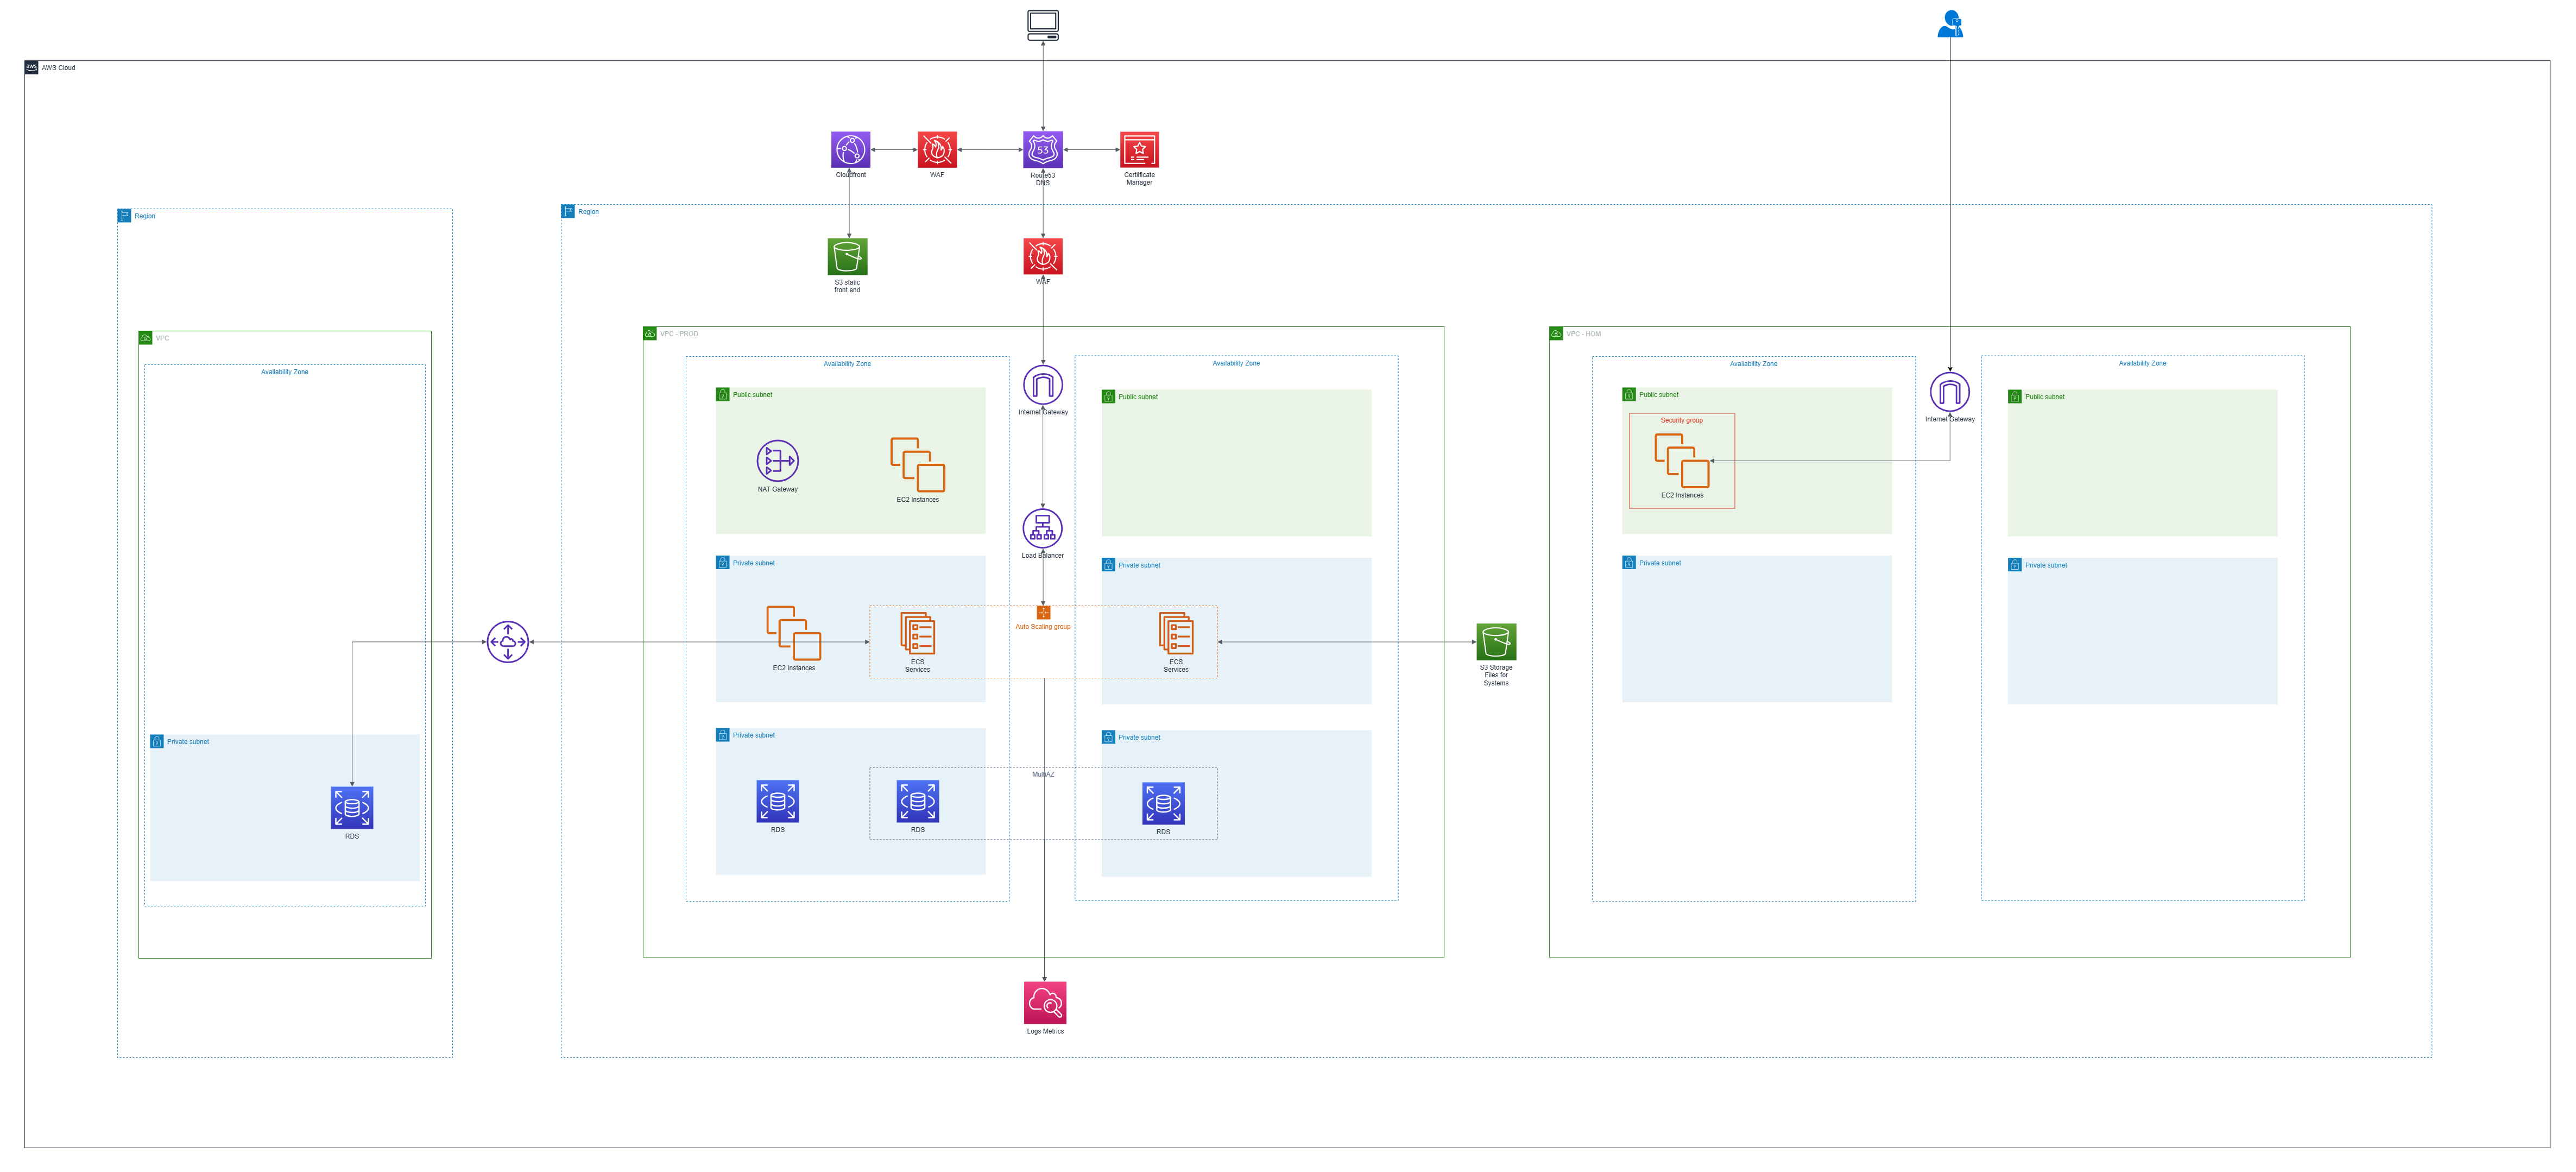 aws
AWS Cloud
Cloudfront
WAF
53
Route53
DNS
Certificate
Manager
Region
Region
S3 static
front end
WAF
VPC
VPC - PROD
VPC - HOM
Availability Zone
Availability Zone
Availability Zone
Availability Zone
Availability Zone
Public subnet
Public subnet
Public subnet
Public subnet
Internet Gateway
Internet Gateway
Security group
NAT Gateway
EC2 Instances
EC2 Instances
Load Balancer
Private subnet
Private subnet
Private subnet
Private subnet
Auto Scaling group
EC2 Instances
ECS
Services
ECS
Services
S3 Storage
Files for
Systems
Private subnet
Private subnet
Private subnet
MultiAZ
RDS
RDS
RDS
RDS
Logs Metrics